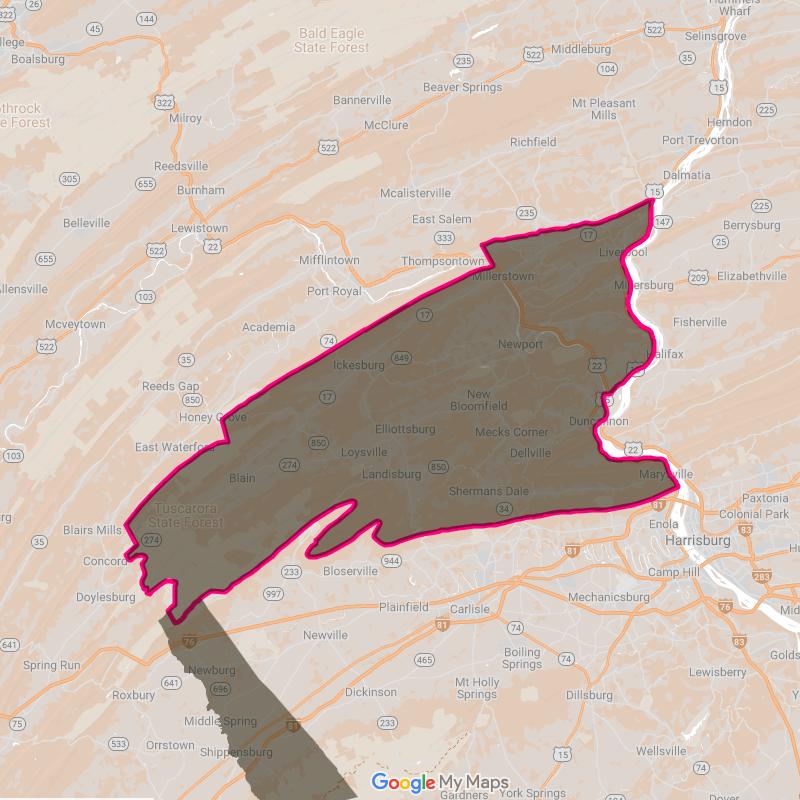 26
45
144
Boalsburg
322
Milroy
Reedsville
655
305
Burnham
Belleville
Lewistown
522
22
655
103
Mcveytown
522
103
Bald Eagle
State Forest
Bannerville
McClure
522
235
Beaver Springs
522
Middleburg
104
Selinsgrove
35
15
Mt Pleasant
Mills
225
Herndon
Port Trevorton
Richfield
Dalmatia
15
147
225
Berrysburg
25
209
Elizabethville
Mcalisterville
East Salem
235
333
Mifflintown
Thompsontown
Port Royal
17
Liverpool
Millerstown
Millersburg
Fisherville
Halifax
Academia
74
17
Newport
22
849
Ickesburg
35
Reeds Gap
850
Honey Grove
17
New
Bloomfield
Elliottsburg
Mecks Corner
Duncannon
22
850
East Waterford
Loysville
Dellville
274
Landisburg
850
Blain
Shermans Dale
34
Marysville
81
Paxtonia
Colonial Park
83
Tuscarora
State Forest
Blairs Mills
35
274
Concord
Enola
Harrisburg
81
944
Bloserville
233
Doylesburg
997
Camp Hill
283
Plainfield
Carlisle
Mechanicsburg
76
81
74
641
76
Newville
Spring Run
83
Boiling
Springs
74
465
Newburg
641
696
Roxbury
Lewisberry
Mt Holly
Springs
Dickinson
Dillsburg
75
Middle Spring
233
81
533
Orrstown
Shippensburg
15
Wellsville
74
Gardners
York Springs
Dover
Google My Maps